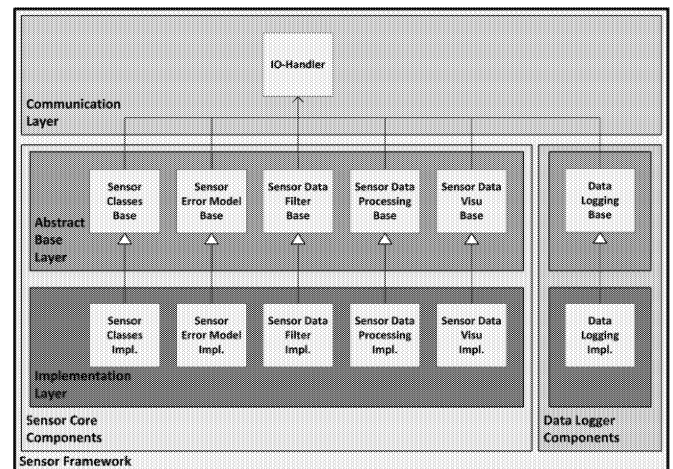 IO-Handler
Communication
Layer
Sensor
Classes
Base
Sensor
Error Model
Base
Sensor Data
Filter
Base
Sensor Data
Processing
Base
Sensor Data
Visu
Base
Data
Logging
Base
Abstract
Base
Layer
Sensor
Classes
Impl.
Sensor
Error Model
Impl.
Sensor Data
Filter
Impl.
Sensor Data
Processing
Impl.
Sensor Data
Visu
Impl.
Data
Logging
Impl.
Implementation
Layer
Sensor Core
Components
Data Logger
Components
Sensor Framework